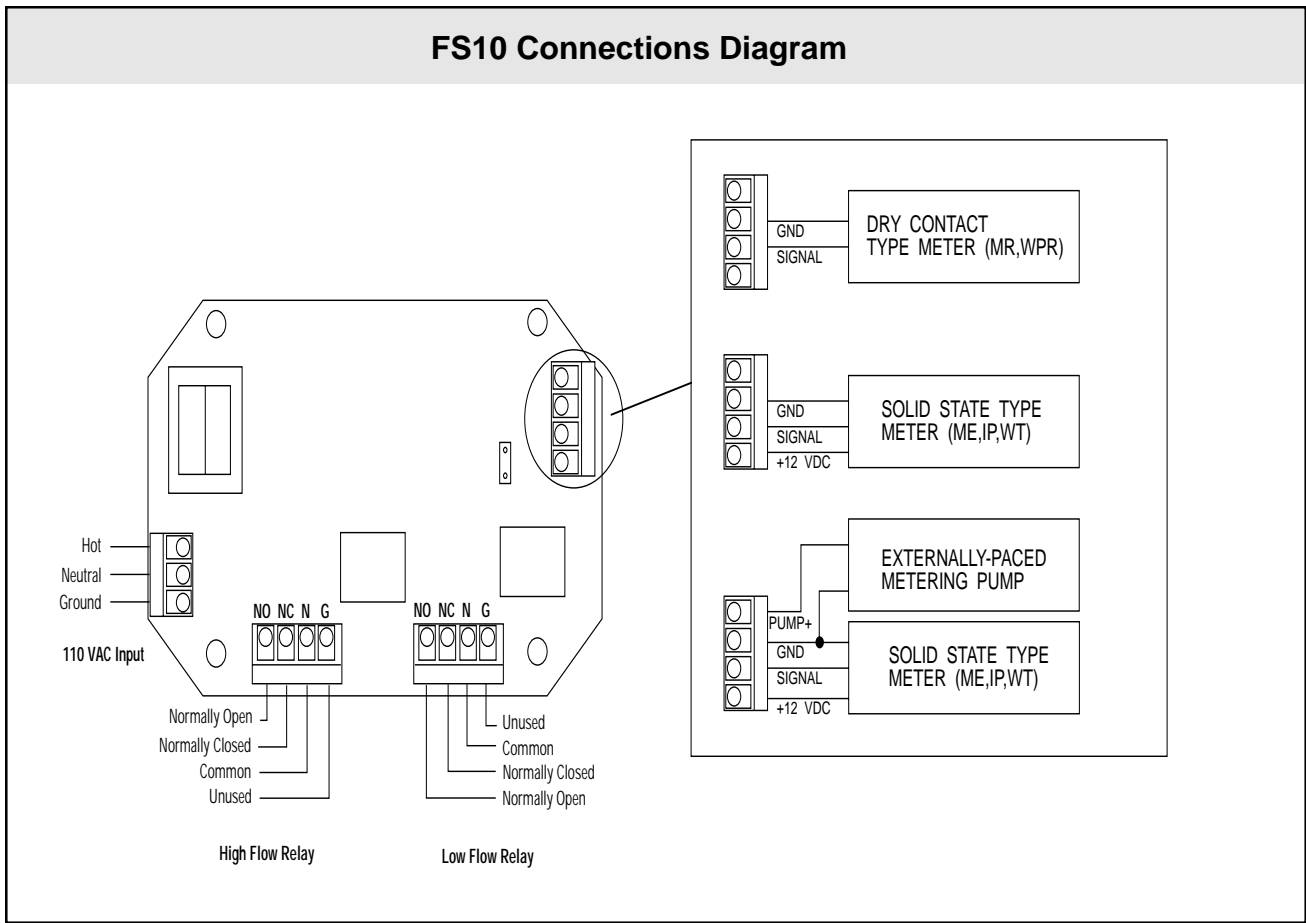 FS10 Connections Diagram
DRY CONTACT
TYPE METER (MR,WPR)
GND
SIGNAL
SOLID STATE TYPE
METER (ME,IP,WT)
GND
SIGNAL
+12 VDC
EXTERNALLY-PACED
METERING PUMP
PUMP+
GND
SIGNAL
+12 VDC
SOLID STATE TYPE
METER (ME,IP,WT)
Hot
Neutral
Ground
110 VAC Input
NO NC N G
Normally Open
Normally Closed
Common
Unused
High Flow Relay
NO NC N G
Unused
Common
Normally Closed
Normally Open
Low Flow Relay